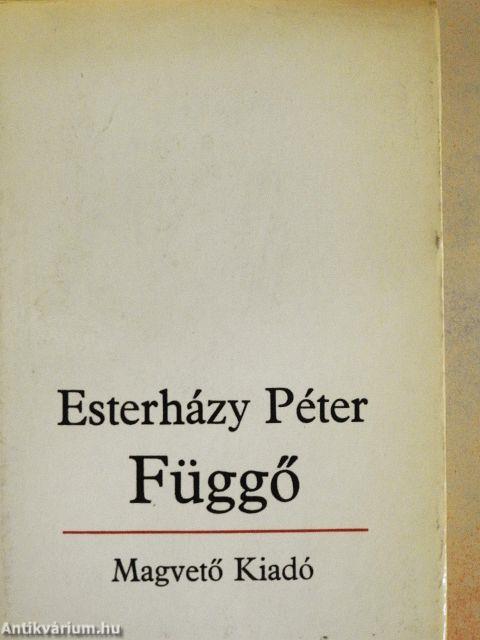 Esterházy Péter
Függő
Magvető Kiadó
Antikvárium.hu